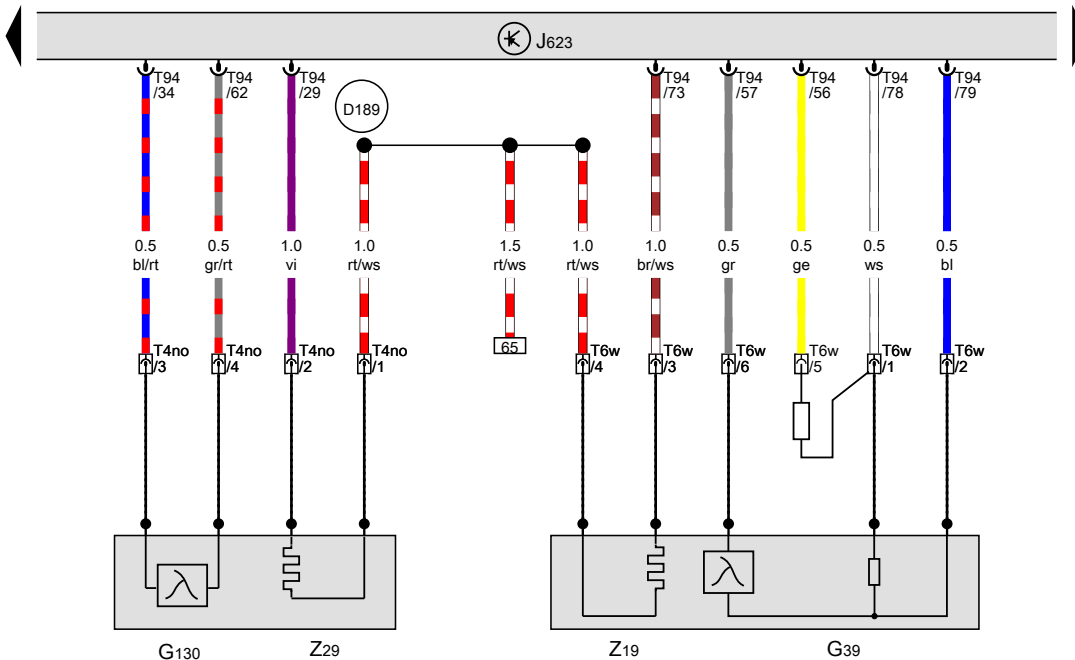 J623
T94 T94 T94 T94 T94 T94 T94 T94
/34 /62 /29 /73 /57 /56 /78 /79
D189
0.5 0.5 1.0 1.0 1.5 1.0 1.0 0.5 0.5 0.5 0.5
bl/rt gr/rt vi rt/ws rt/ws rt/ws br/ws gr ge ws bl
65
T4no T4no T4no T4no T6w T6w T6w T6w T6w T6w
/3 /4 /2 /1 /4 /3 /6 /5 /1 /2
G130 Z29 Z19 G39